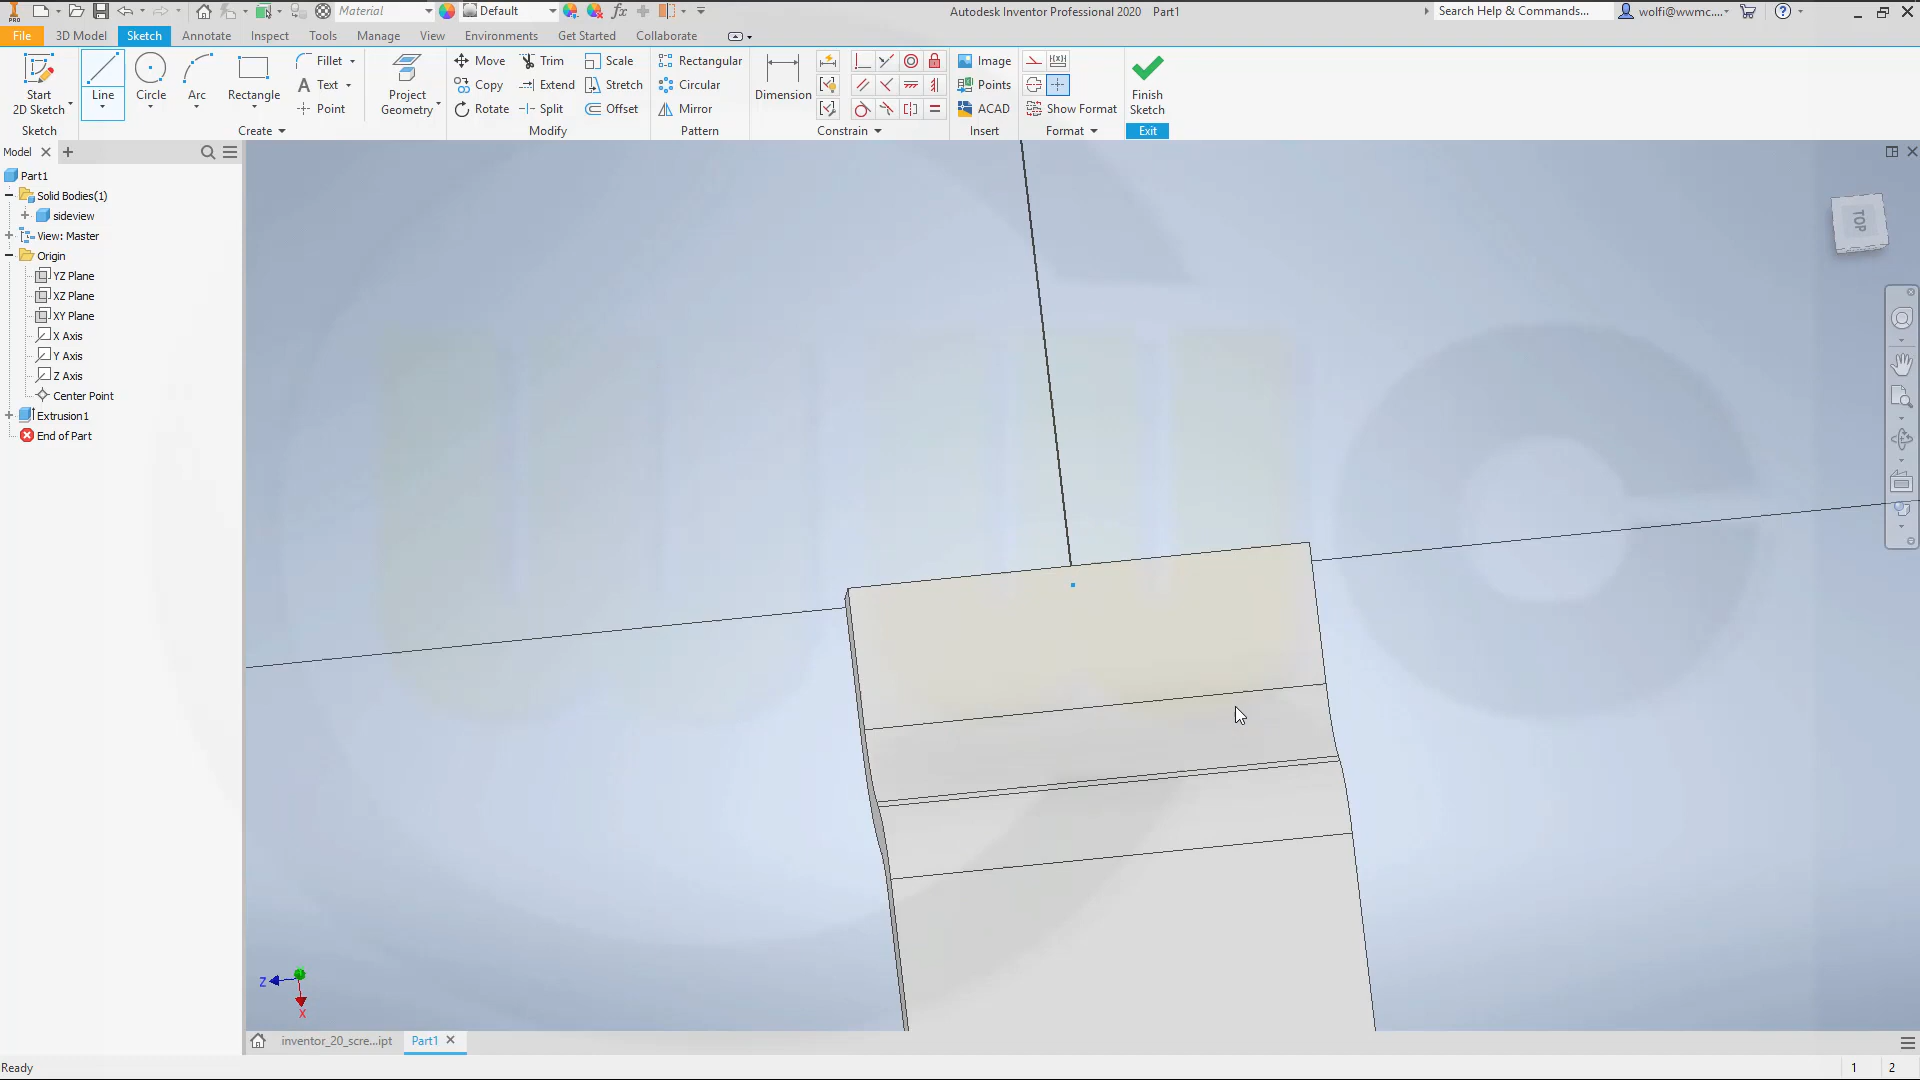 Material
Default
Autodesk Inventor Professional 2020 Part1
Search Help & Commands...
wolfi@wwmc....
PRO
File 3D Model Sketch Annotate Inspect Tools Manage View Environments Get Started Collaborate
Start
2D Sketch
Line
Circle
Arc
Rectangle
Fillet
Text
Point
Project
Geometry
Move
Copy
Rotate
Trim
Extend
Split
Scale
Stretch
Offset
Rectangular
Circular
Mirror
Dimension
Image
Points
ACAD
Show Format
Finish
Sketch
Sketch Create Modify Pattern Constrain Insert Format Exit
Model
Part1
Solid Bodies(1)
sideview
View: Master
Origin
YZ Plane
XZ Plane
XY Plane
X Axis
Y Axis
Z Axis
Center Point
Extrusion1
End of Part
TOP
Z
X
inventor_20_scre...ipt Part1
Ready
1 2